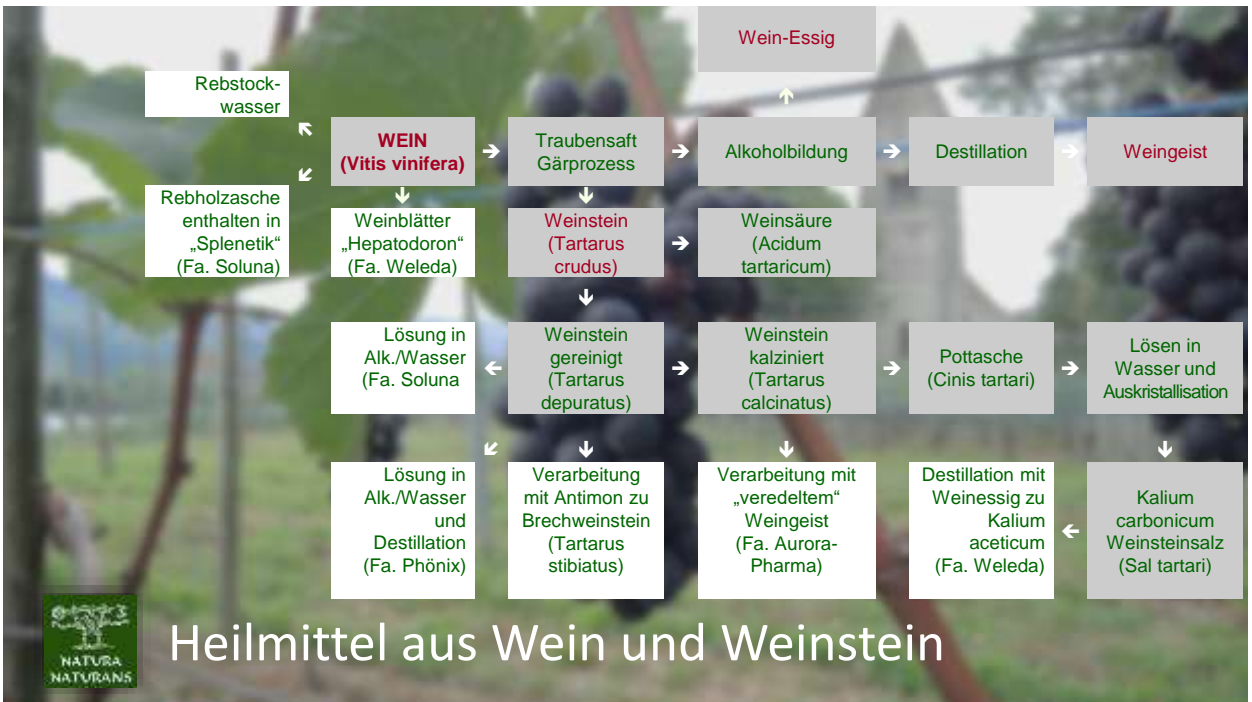 Wein-Essig
Rebstock-
wasser
WEIN
(Vitis vinifera)
Traubensaft
Gärprozess
Alkoholbildung
Destillation
Weingeist
Rebholzasche
enthalten in
„Splenetik“
(Fa. Soluna)
Weinblätter
„Hepatodoron“
(Fa. Weleda)
Weinstein
(Tartarus
crudus)
Weinsäure
(Acidum
tartaricum)
Lösung in
Alk./Wasser
(Fa. Soluna
Weinstein
gereinigt
(Tartarus
depuratus)
Weinstein
kalziniert
(Tartarus
calcinatus)
Pottasche
(Cinis tartari)
Lösen in
Wasser und
Auskristallisation
Lösung in
Alk./Wasser
und
Destillation
(Fa. Phönix)
Verarbeitung
mit Antimon zu
Brechweinstein
(Tartarus
stibiatus)
Verarbeitung mit
„veredeltem“
Weingeist
(Fa. Aurora-
Pharma)
Destillation mit
Weinessig zu
Kalium
aceticum
(Fa. Weleda)
Kalium
carbonicum
Weinsteinsalz
(Sal tartari)
NATURA
NATURANS
Heilmittel aus Wein und Weinstein